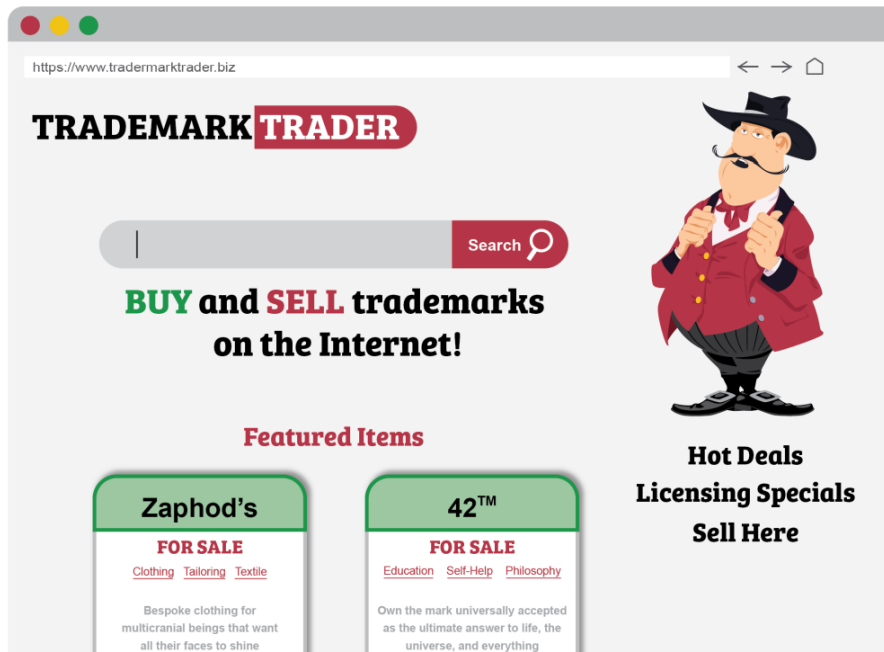 https://www.tradermarktrader.biz
TRADEMARK TRADER
Search
BUY and SELL trademarks
on the Internet!
Featured Items
Zaphod's
FOR SALE
Clothing Tailoring Textile
Bespoke clothing for
multicranial beings that want
all their faces to shine
42™
FOR SALE
Education Self-Help Philosophy
Own the mark universally accepted
as the ultimate answer to life, the
universe, and everything
Hot Deals
Licensing Specials
Sell Here